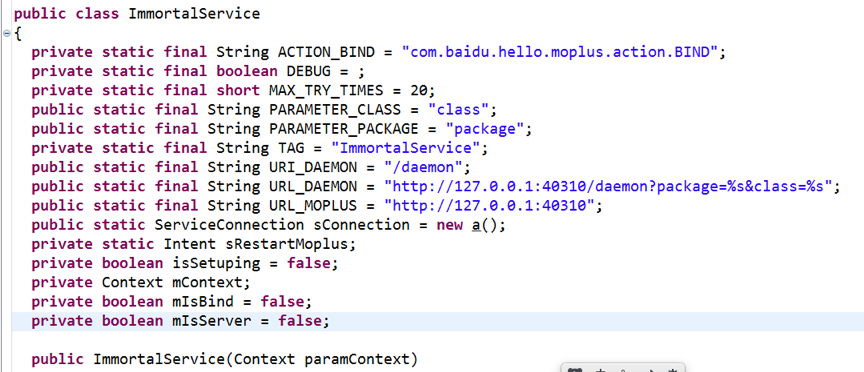 public class ImmortalService
{
private static final String ACTION_BIND = "com.baidu.hello.moplus.action.BIND";
private static final boolean DEBUG = ;
private static final short MAX_TRY_TIMES = 20;
public static final String PARAMETER_CLASS = "class";
public static final String PARAMETER_PACKAGE = "package";
private static final String TAG = "ImmortalService";
public static final String URI_DAEMON = "/daemon";
public static final String URL_DAEMON = "http://127.0.0.1:40310/daemon?package=%s&class=%s";
public static final String URL_MOPLUS = "http://127.0.0.1:40310";
public static ServiceConnection sConnection = new a();
private static Intent sRestartMoplus;
private boolean isSetuping = false;
private Context mContext;
private boolean mIsBind = false;
private boolean mIsServer = false;
public ImmortalService(Context paramContext)